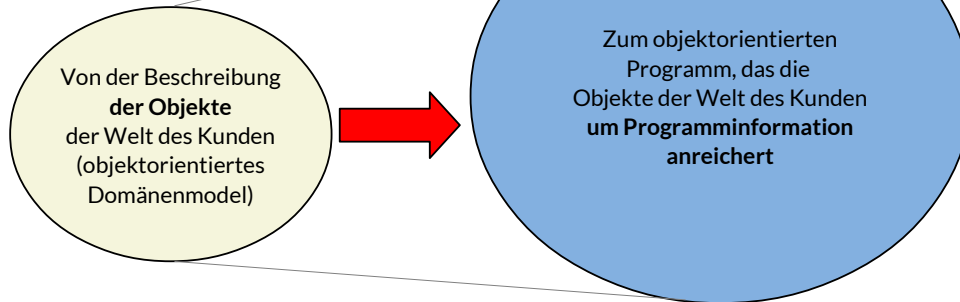 Von der Beschreibung
der Objekte
der Welt des Kunden
(objektorientiertes
Domänenmodel)
Zum objektorientierten
Programm, das die
Objekte der Welt des Kunden
um Programminformation
anreichert